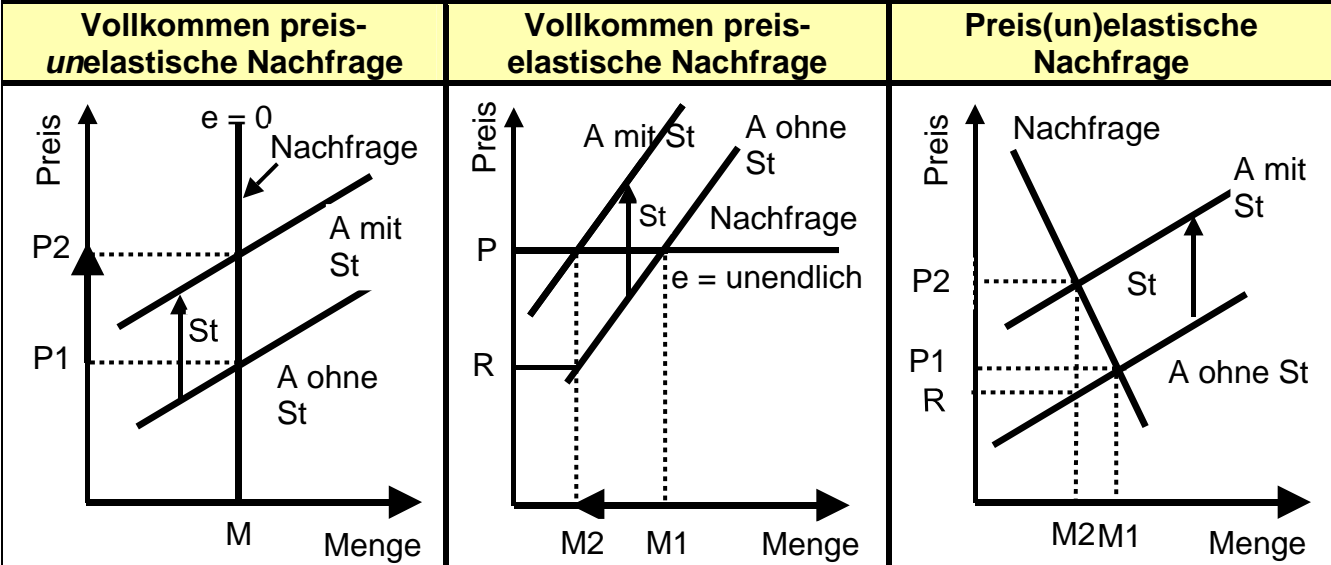 Vollkommen preis-
unelastische Nachfrage
Vollkommen preis-
elastische Nachfrage
Preis(un)elastische
Nachfrage
Preis
e = 0
Nachfrage
A mit
St
P2
St
P1
A ohne
St
M
Menge
Preis
A mit St
A ohne
St
St
Nachfrage
P
e = unendlich
R
M2
M1
Menge
Preis
Nachfrage
A mit
St
P2
St
P1
A ohne St
R
M2
M1
Menge